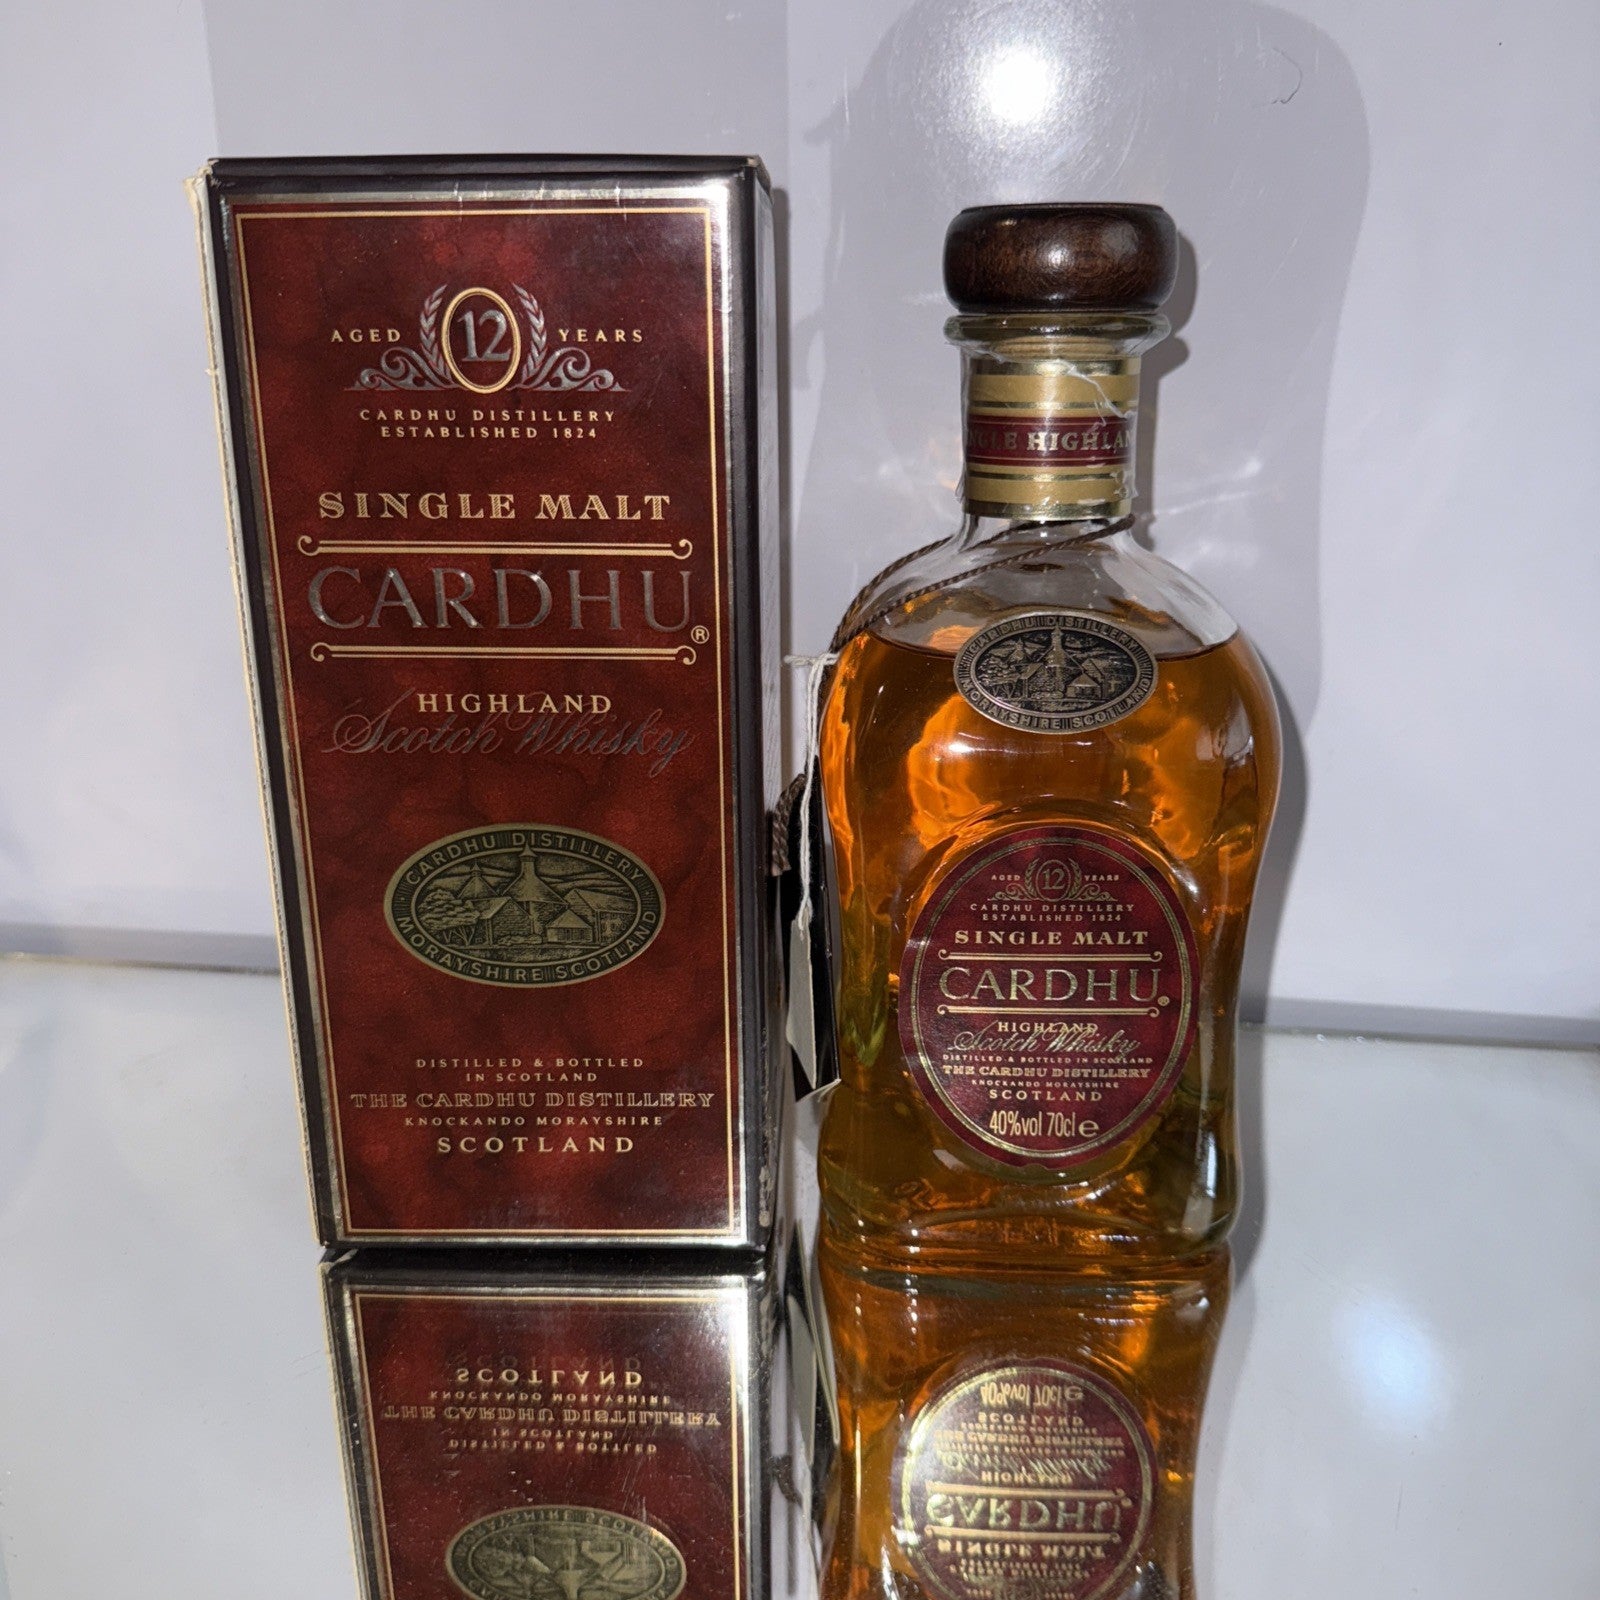 AGED 12 YEARS
CARDHU DISTILLERY
ESTABLISHED 1824
SINGLE MALT
CARDHU®
HIGHLAND
Scotch Whisky
CARDHU DISTILLERY
MORAYSHIRE SCOTLAND
DISTILLED & BOTTLED
IN SCOTLAND
THE CARDHU DISTILLERY
KNOCKANDO MORAYSHIRE
SCOTLAND
HIGHLAN
CARDHU DISTILLERY
MORAYSHIRE SCOTLAND
AGED 12 YEARS
CARDHU DISTILLERY
ESTABLISHED 1824
SINGLE MALT
CARDHU®
HIGHLAND
Scotch Whisky
DISTILLED & BOTTLED IN SCOTLAND
THE CARDHU DISTILLERY
KNOCKANDO MORAYSHIRE
SCOTLAND
40%vol 70cl e